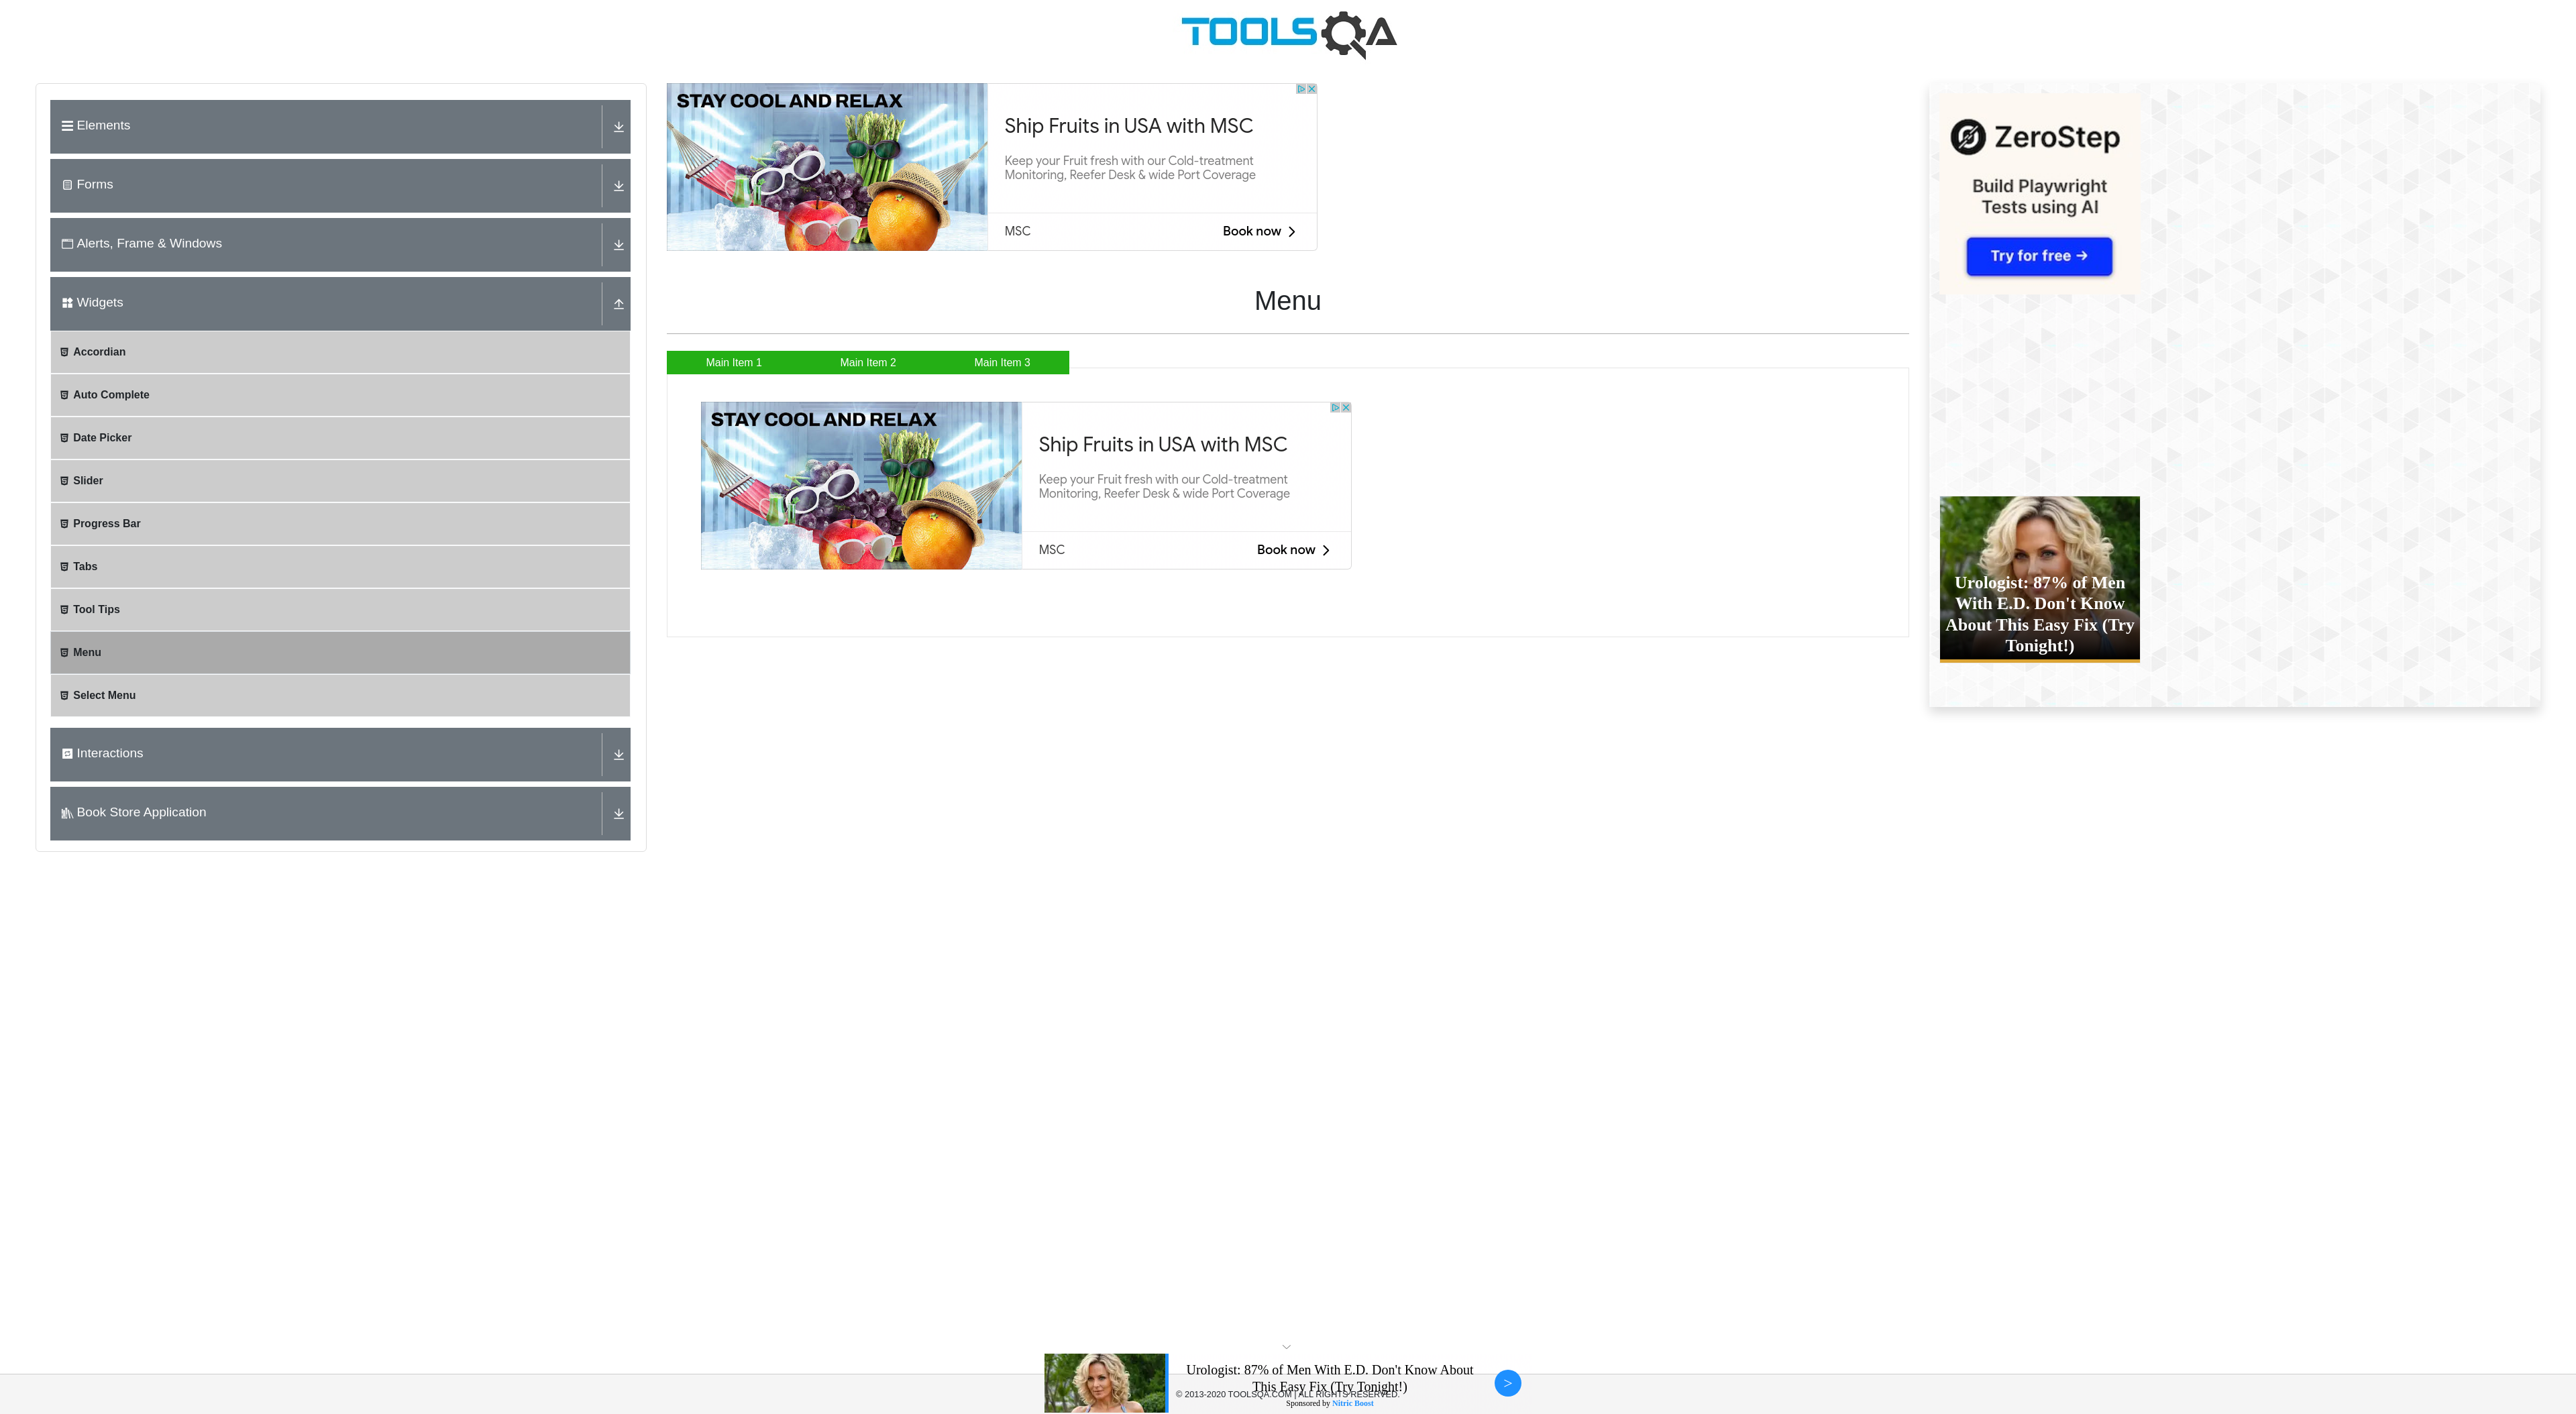 TOOLSQA
Elements
Forms
Alerts, Frame & Windows
Widgets
Accordian
Auto Complete
Date Picker
Slider
Progress Bar
Tabs
Tool Tips
Menu
Select Menu
Interactions
Book Store Application
STAY COOL AND RELAX
Ship Fruits in USA with MSC
Keep your Fruit fresh with our Cold-treatment
Monitoring, Reefer Desk & wide Port Coverage
MSC
Book now
Menu
Main Item 1
Main Item 2
Main Item 3
STAY COOL AND RELAX
Ship Fruits in USA with MSC
Keep your Fruit fresh with our Cold-treatment
Monitoring, Reefer Desk & wide Port Coverage
MSC
Book now
ZeroStep
Build Playwright
Tests using AI
Try for free →
Urologist: 87% of Men
With E.D. Don't Know
About This Easy Fix (Try
Tonight!)
Urologist: 87% of Men With E.D. Don't Know About
This Easy Fix (Try Tonight!)
© 2013-2020 TOOLSQA.COM | ALL RIGHTS RESERVED.
Sponsored by Nitric Boost
>